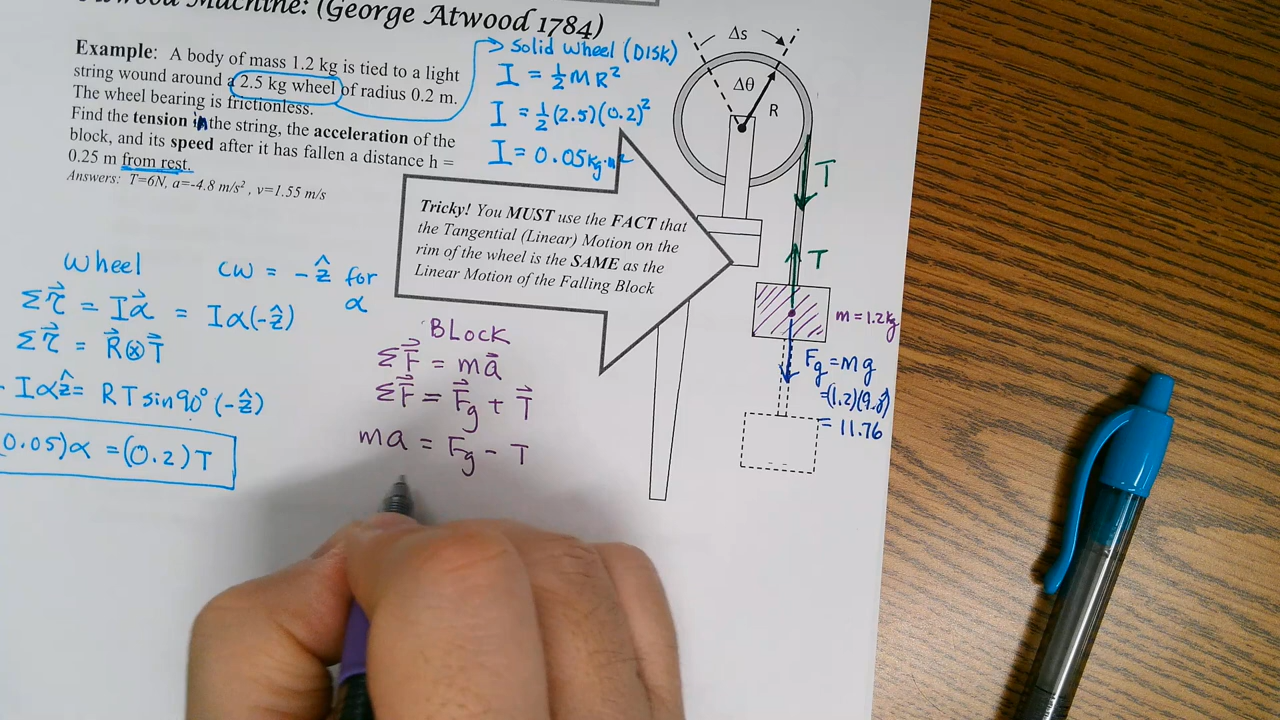 Machine: (George Atwood 1784)
Example: A body of mass 1.2 kg is tied to a light
string wound around a 2.5 kg wheel of radius 0.2 m.
The wheel bearing is frictionless.
Find the tension in the string, the acceleration of the
block, and its speed after it has fallen a distance h =
0.25 m from rest.
Answers: T=6N, a=-4.8 m/s², v=1.55 m/s
→ Solid Wheel (DISK)
I = ½MR²
I = ½(2.5)(0.2)²
I = 0.05 kg·m²
Δs
Δθ
R
T
T
Tricky! You MUST use the FACT that
the Tangential (Linear) Motion on the
rim of the wheel is the SAME as the
Linear Motion of the Falling Block
m = 1.2kg
Fg = mg
=(1.2)(9.8)
= 11.76
Wheel
CW = -ẑ for
α
Στ⃗ = Iα⃗ = Iα(-ẑ)
Στ⃗ = R⃗⊗T⃗
- Iαẑ = RT sin90° (-ẑ)
0.05)α = (0.2)T
BLOCK
ΣF⃗ = ma⃗
ΣF⃗ = F⃗g + T⃗
ma = Fg - T